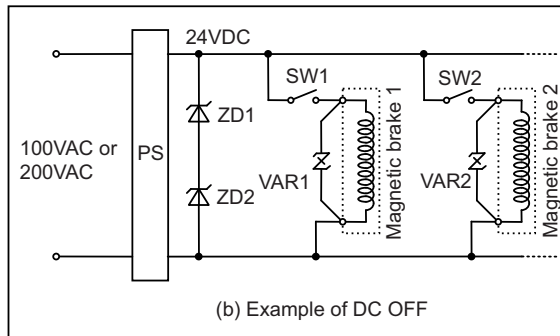 24VDC
SW1
SW2
ZD1
PS
100VAC or
200VAC
VAR1
Magnetic brake 1
VAR2
Magnetic brake 2
ZD2
(b) Example of DC OFF